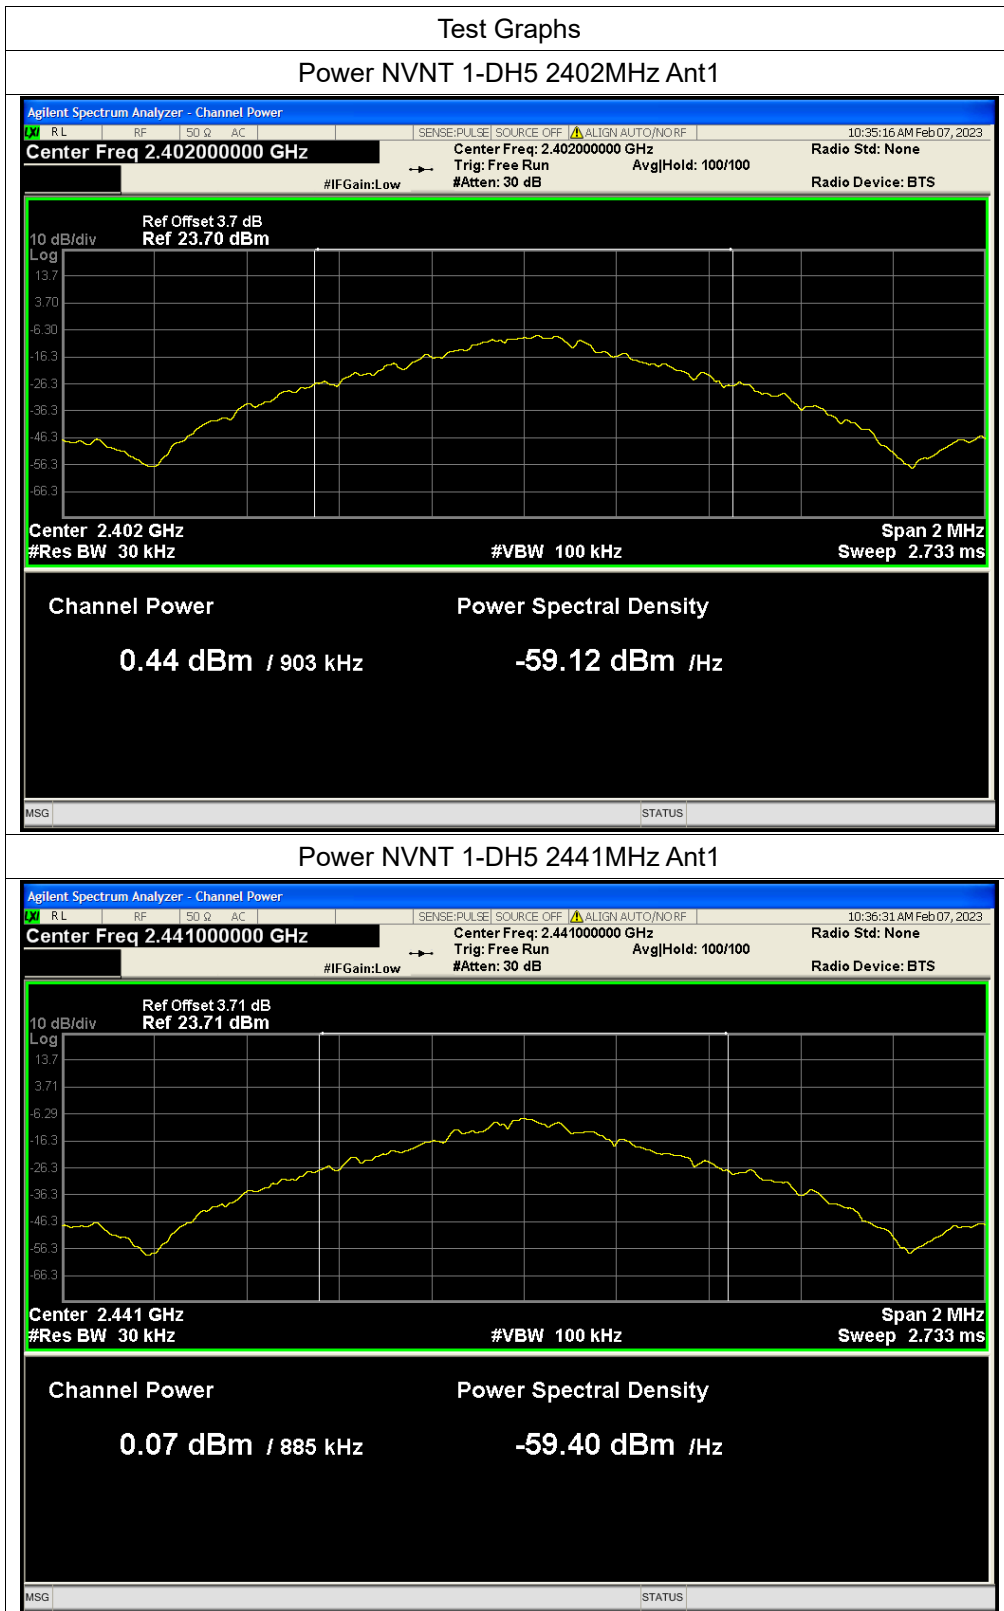 Test Graphs
Power NVNT 1-DH5 2402MHz Ant1
Agilent Spectrum Analyzer - Channel Power
LXI RL RF 50 Ω AC SENSE:PULSE SOURCE OFF ALIGN AUTO/NO RF 10:35:16 AM Feb 07, 2023
Center Freq 2.402000000 GHz Center Freq: 2.402000000 GHz Radio Std: None
Trig: Free Run Avg|Hold: 100/100
#IFGain:Low #Atten: 30 dB Radio Device: BTS
Ref Offset 3.7 dB
10 dB/div Ref 23.70 dBm
Log
13.7
3.70
-6.30
-16.3
-26.3
-36.3
-46.3
-56.3
-66.3
Center 2.402 GHz Span 2 MHz
#Res BW 30 kHz #VBW 100 kHz Sweep 2.733 ms
Channel Power Power Spectral Density
0.44 dBm / 903 kHz -59.12 dBm /Hz
MSG STATUS
Power NVNT 1-DH5 2441MHz Ant1
Agilent Spectrum Analyzer - Channel Power
LXI RL RF 50 Ω AC SENSE:PULSE SOURCE OFF ALIGN AUTO/NO RF 10:36:31 AM Feb 07, 2023
Center Freq 2.441000000 GHz Center Freq: 2.441000000 GHz Radio Std: None
Trig: Free Run Avg|Hold: 100/100
#IFGain:Low #Atten: 30 dB Radio Device: BTS
Ref Offset 3.71 dB
10 dB/div Ref 23.71 dBm
Log
13.7
3.71
-6.29
-16.3
-26.3
-36.3
-46.3
-56.3
-66.3
Center 2.441 GHz Span 2 MHz
#Res BW 30 kHz #VBW 100 kHz Sweep 2.733 ms
Channel Power Power Spectral Density
0.07 dBm / 885 kHz -59.40 dBm /Hz
MSG STATUS